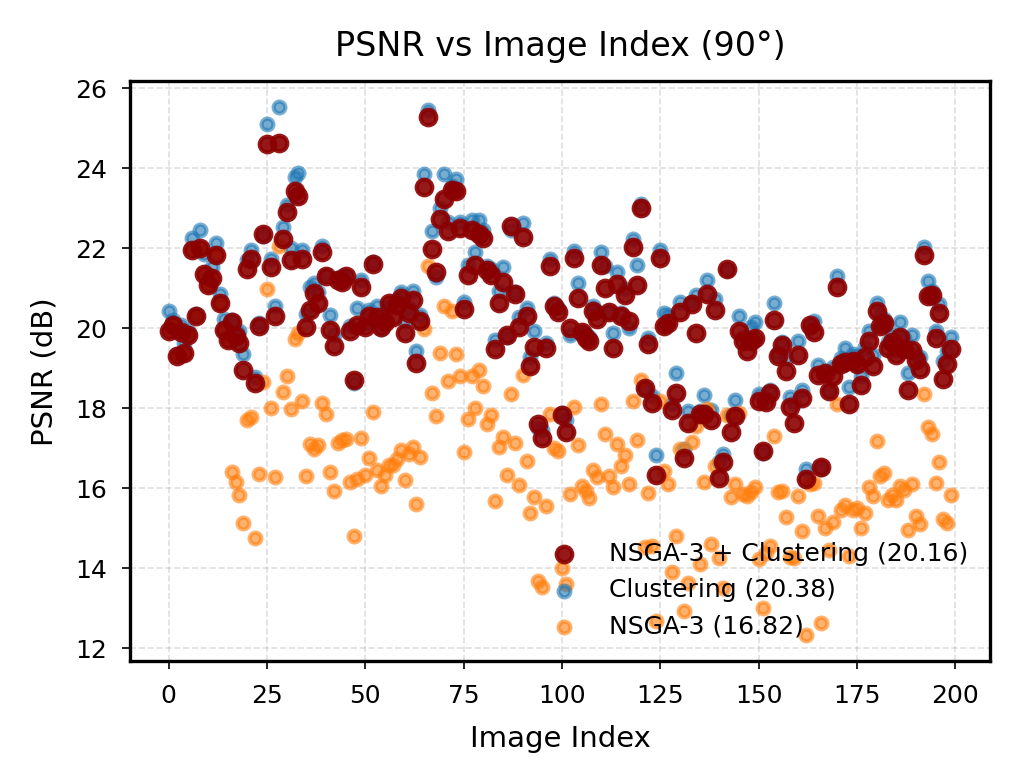 PSNR vs Image Index (90°)
PSNR (dB)
26
24
22
20
18
16
14
12
NSGA-3 + Clustering (20.16)
Clustering (20.38)
NSGA-3 (16.82)
0 25 50 75 100 125 150 175 200
Image Index